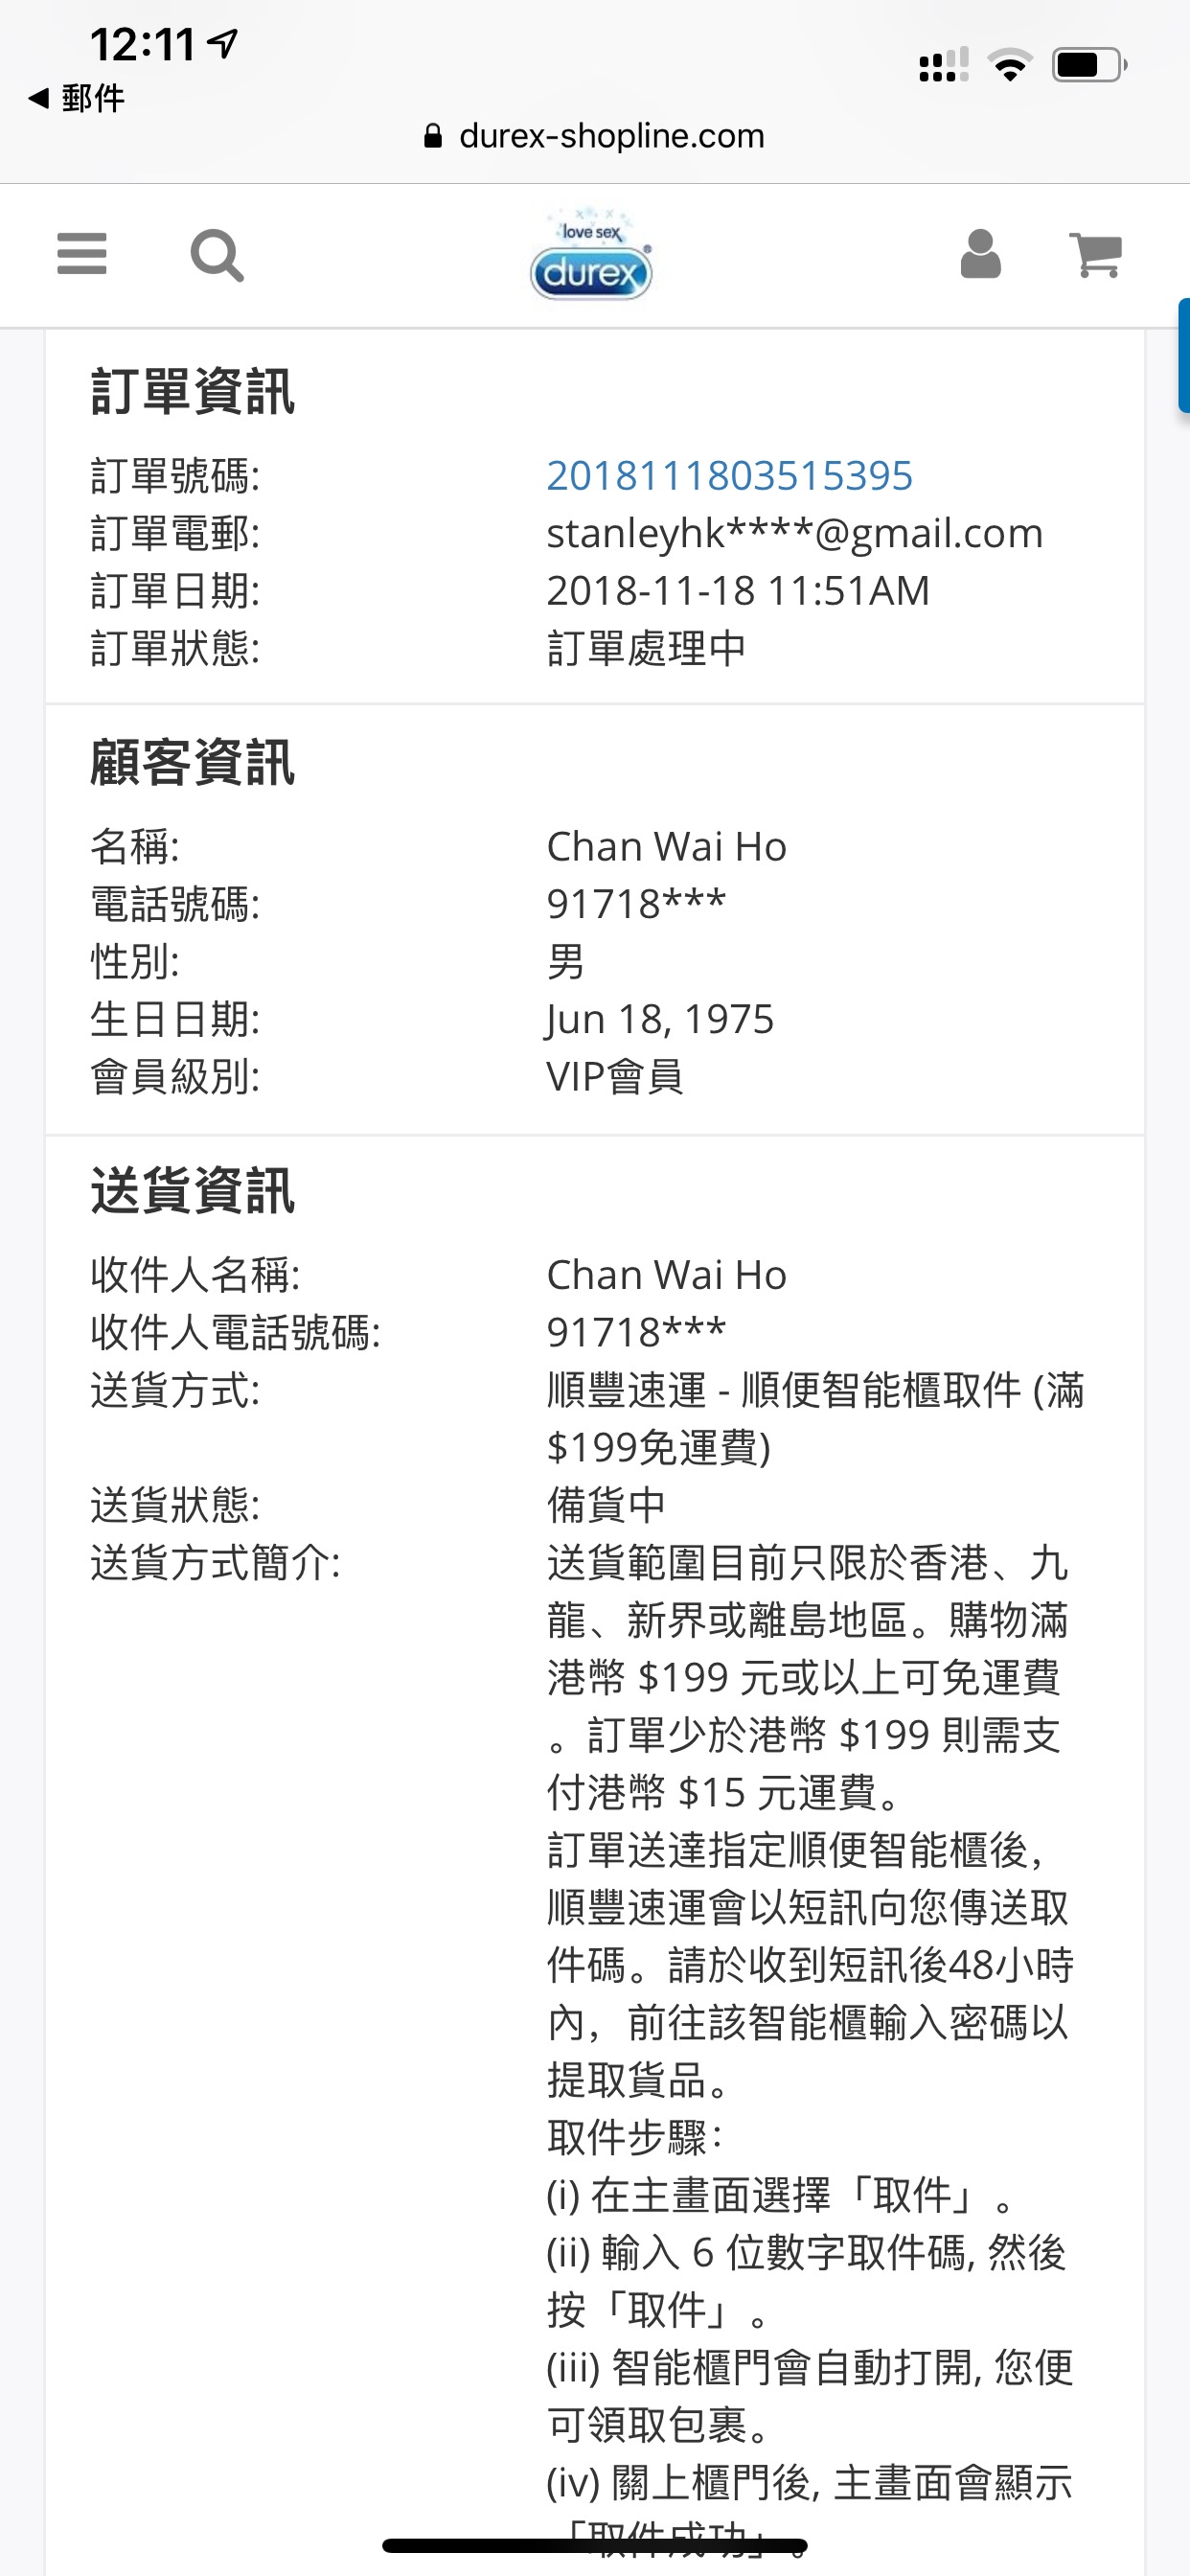 12:11
郵件
durex-shopline.com
love sex
durex
訂單資訊
訂單號碼: 2018111803515395
訂單電郵: stanleyhk****@gmail.com
訂單日期: 2018-11-18 11:51AM
訂單狀態: 訂單處理中
顧客資訊
名稱: Chan Wai Ho
電話號碼: 91718***
性別: 男
生日日期: Jun 18, 1975
會員級別: VIP會員
送貨資訊
收件人名稱: Chan Wai Ho
收件人電話號碼: 91718***
送貨方式: 順豐速運 - 順便智能櫃取件 (滿
$199免運費)
送貨狀態: 備貨中
送貨方式簡介: 送貨範圍目前只限於香港、九
龍、新界或離島地區。購物滿
港幣 $199 元或以上可免運費
。訂單少於港幣 $199 則需支
付港幣 $15 元運費。
訂單送達指定順便智能櫃後，
順豐速運會以短訊向您傳送取
件碼。請於收到短訊後48小時
內，前往該智能櫃輸入密碼以
提取貨品。
取件步驟：
(i) 在主畫面選擇「取件」。
(ii) 輸入 6 位數字取件碼, 然後
按「取件」。
(iii) 智能櫃門會自動打開, 您便
可領取包裹。
(iv) 關上櫃門後, 主畫面會顯示
「取件成功」。